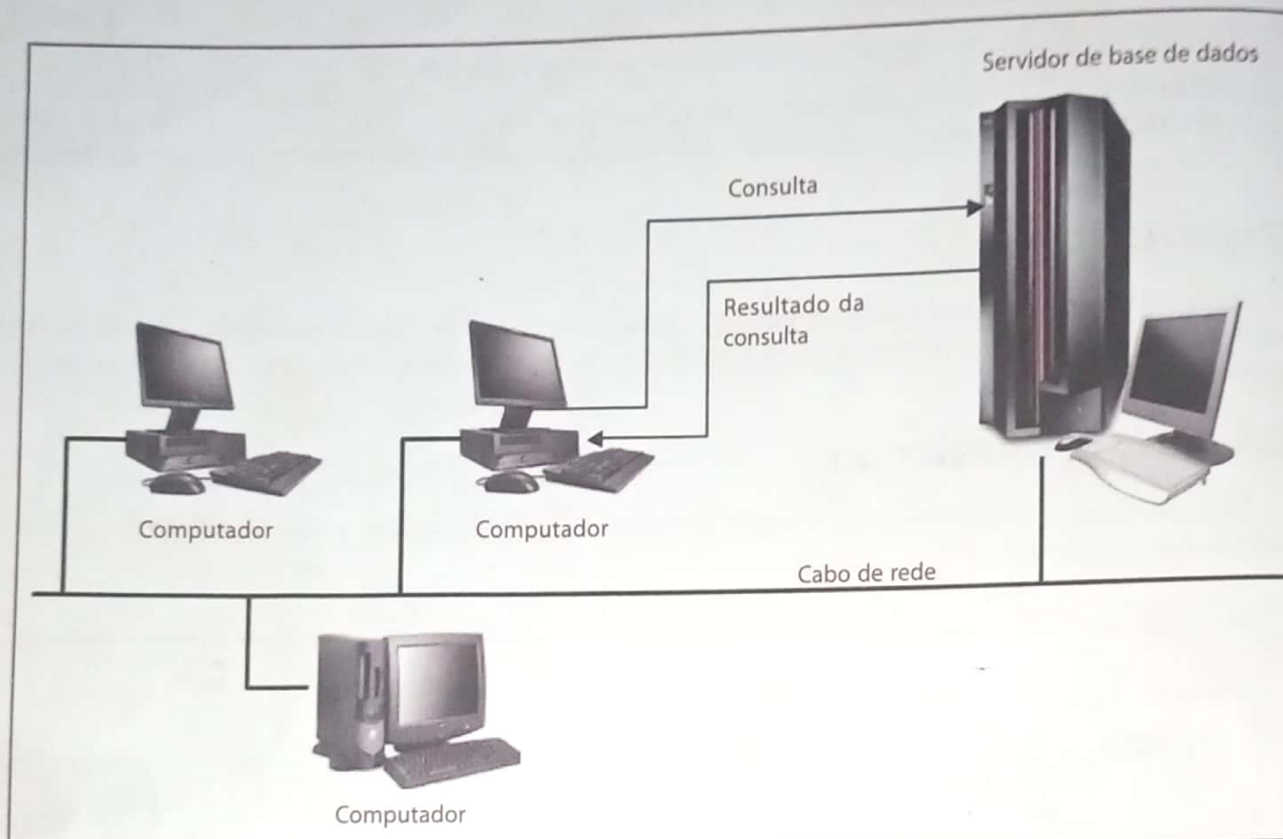 Servidor de base de dados
Consulta
Resultado da
consulta
Computador
Computador
Cabo de rede
Computador